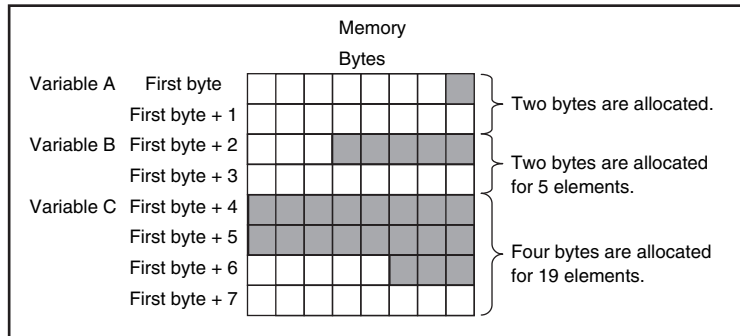 Memory
Bytes
Variable A First byte
First byte + 1
Two bytes are allocated.
Variable B First byte + 2
First byte + 3
Two bytes are allocated
for 5 elements.
Variable C First byte + 4
First byte + 5
First byte + 6
First byte + 7
Four bytes are allocated
for 19 elements.